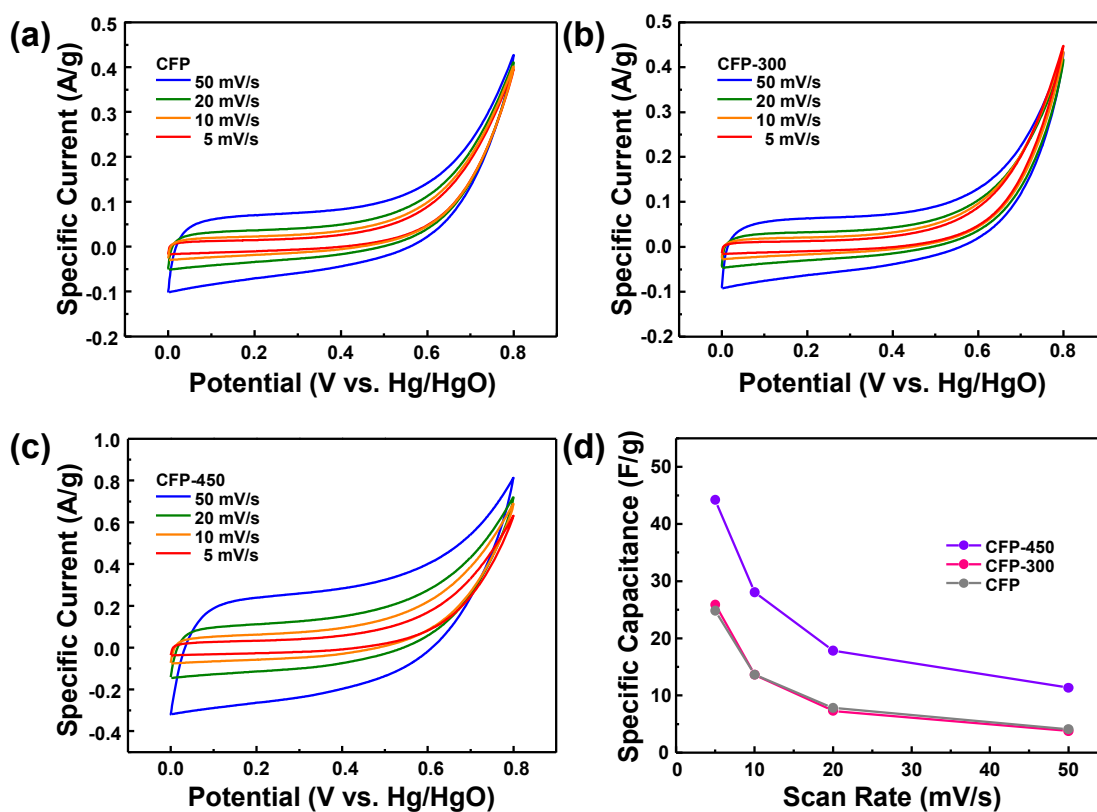 (a)
CFP
50 mV/s
20 mV/s
10 mV/s
5 mV/s
Specific Current (A/g)
0.5
0.4
0.3
0.2
0.1
0.0
-0.1
-0.2
0.0 0.2 0.4 0.6 0.8
Potential (V vs. Hg/HgO)
(b)
CFP-300
50 mV/s
20 mV/s
10 mV/s
5 mV/s
Specific Current (A/g)
0.5
0.4
0.3
0.2
0.1
0.0
-0.1
-0.2
0.0 0.2 0.4 0.6 0.8
Potential (V vs. Hg/HgO)
(c)
CFP-450
50 mV/s
20 mV/s
10 mV/s
5 mV/s
Specific Current (A/g)
1.0
0.8
0.6
0.4
0.2
0.0
-0.2
-0.4
0.0 0.2 0.4 0.6 0.8
Potential (V vs. Hg/HgO)
(d)
CFP-450
CFP-300
CFP
Specific Capacitance (F/g)
50
40
30
20
10
0
0 10 20 30 40 50
Scan Rate (mV/s)